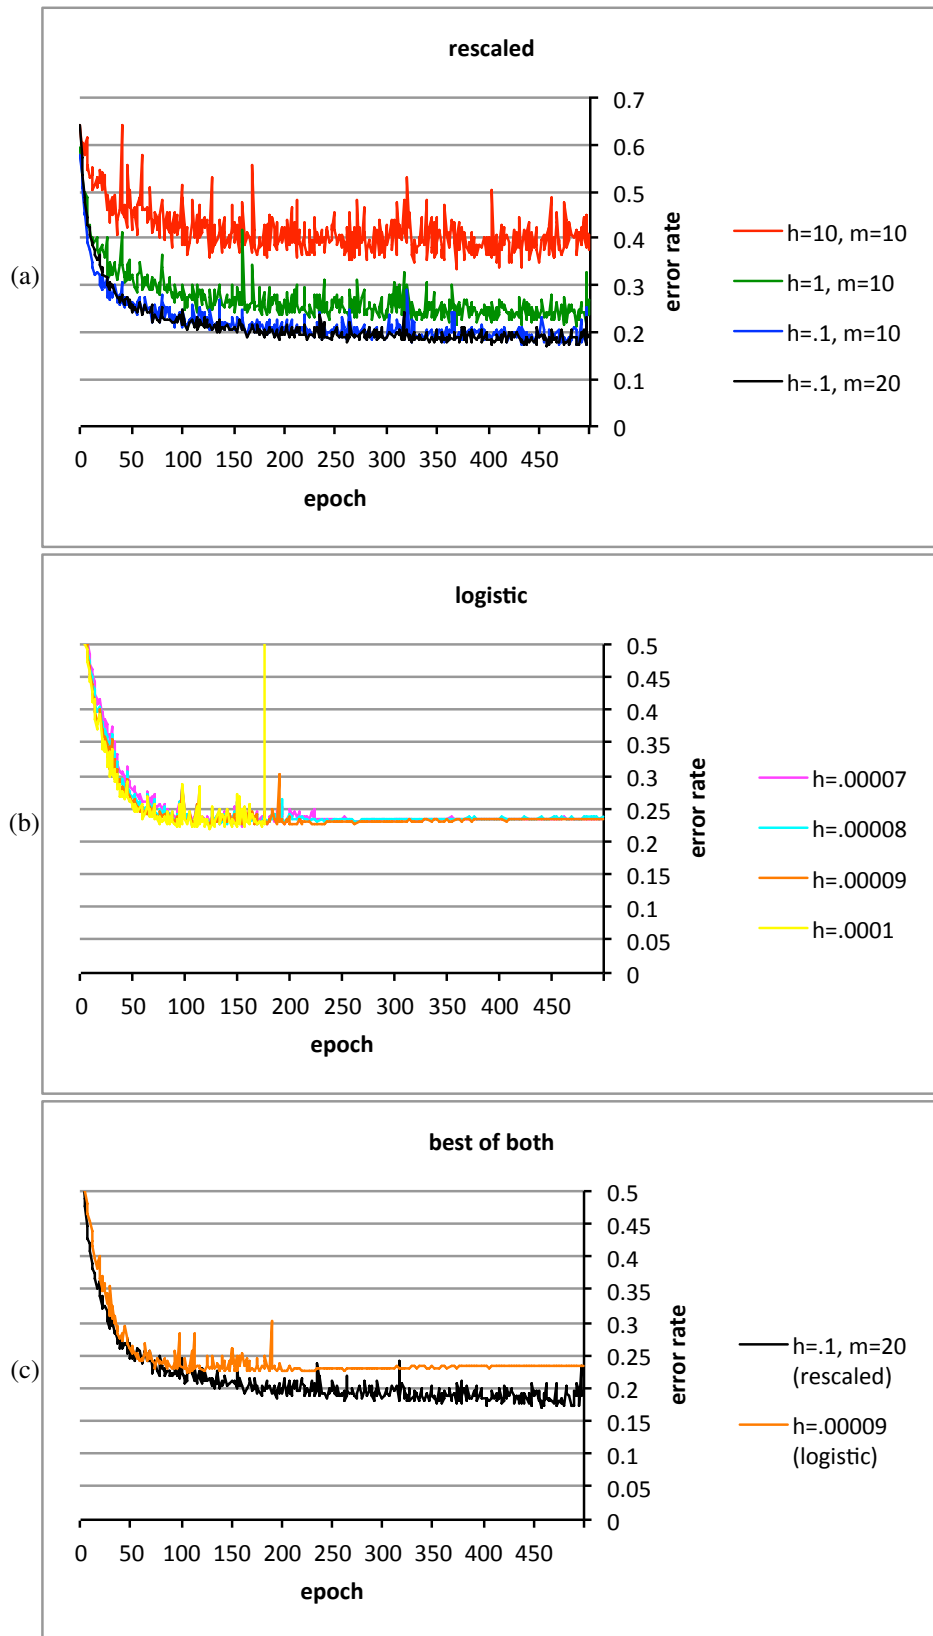 (a)
rescaled
0.7
0.6
0.5
0.4
0.3
0.2
0.1
0
error rate
0 50 100 150 200 250 300 350 400 450
epoch
h=10, m=10
h=1, m=10
h=.1, m=10
h=.1, m=20
(b)
logistic
0.5
0.45
0.4
0.35
0.3
0.25
0.2
0.15
0.1
0.05
0
error rate
0 50 100 150 200 250 300 350 400 450
epoch
h=.00007
h=.00008
h=.00009
h=.0001
(c)
best of both
0.5
0.45
0.4
0.35
0.3
0.25
0.2
0.15
0.1
0.05
0
error rate
0 50 100 150 200 250 300 350 400 450
epoch
h=.1, m=20
(rescaled)
h=.00009
(logistic)